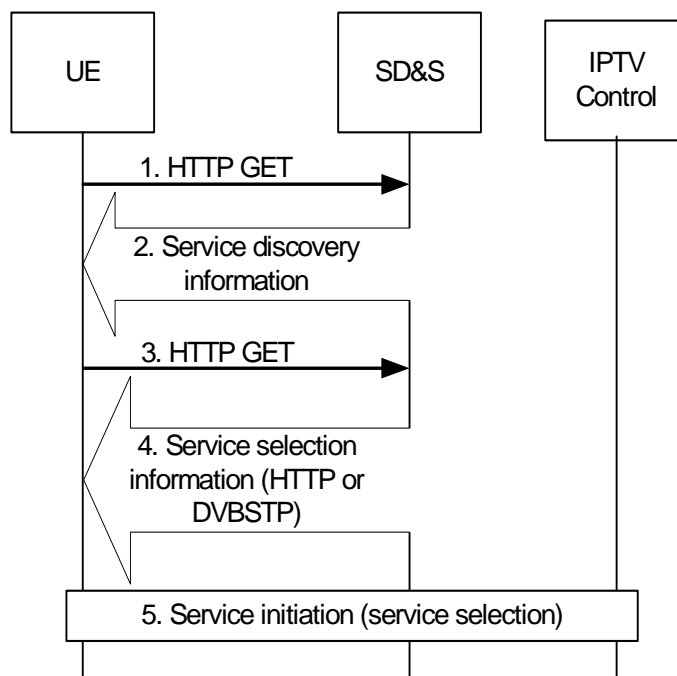 UE
SD&S
IPTV
Control
1. HTTP GET
2. Service discovery
information
3. HTTP GET
4. Service selection
information (HTTP or
DVBSTP)
5. Service initiation (service selection)